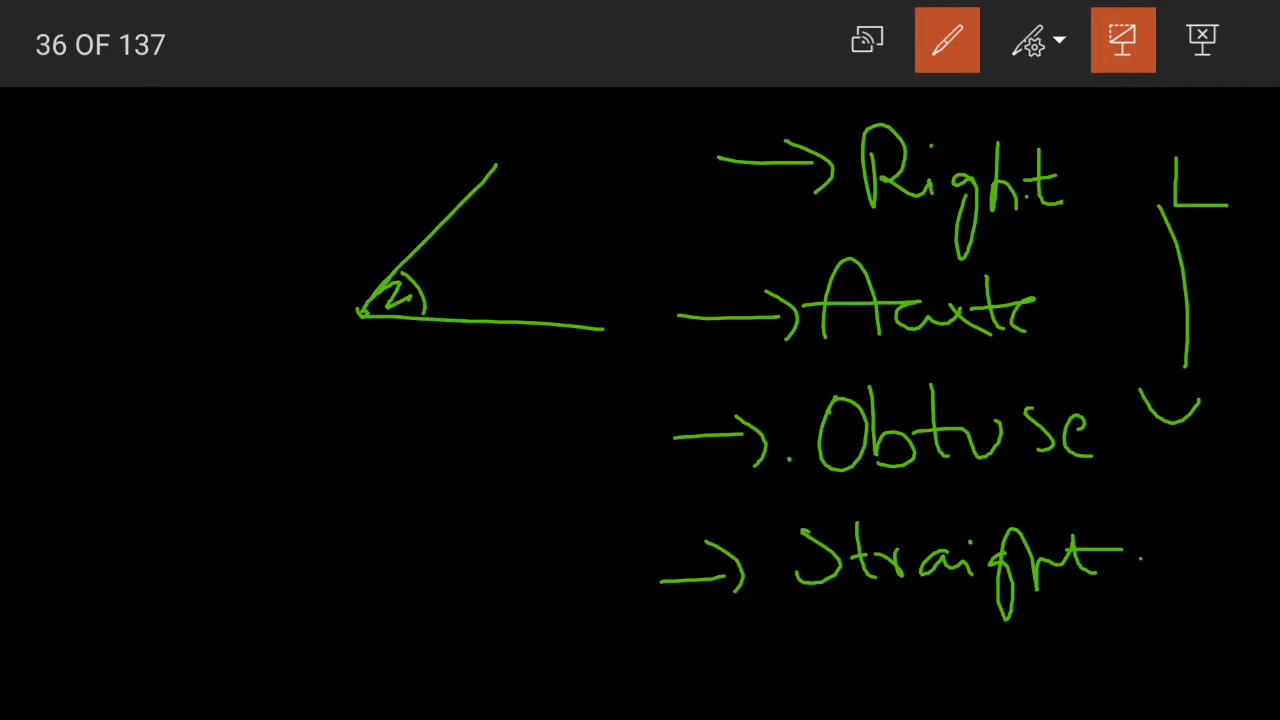 36 OF 137
→ Right
→ Acute
→ Obtuse
→ Straight